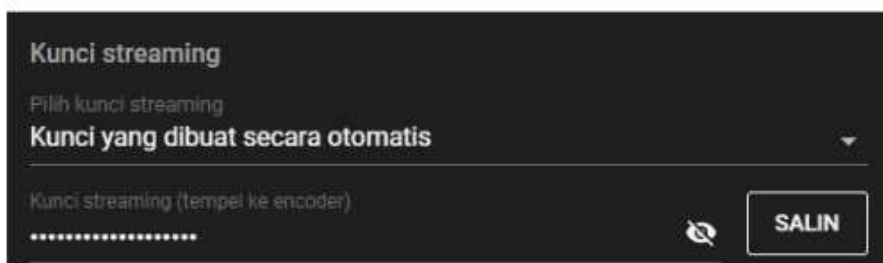 Kunci streaming
Pilih kunci streaming
Kunci yang dibuat secara otomatis
Kunci streaming (tempel ke encoder)
•••••••••••••••••••
SALIN